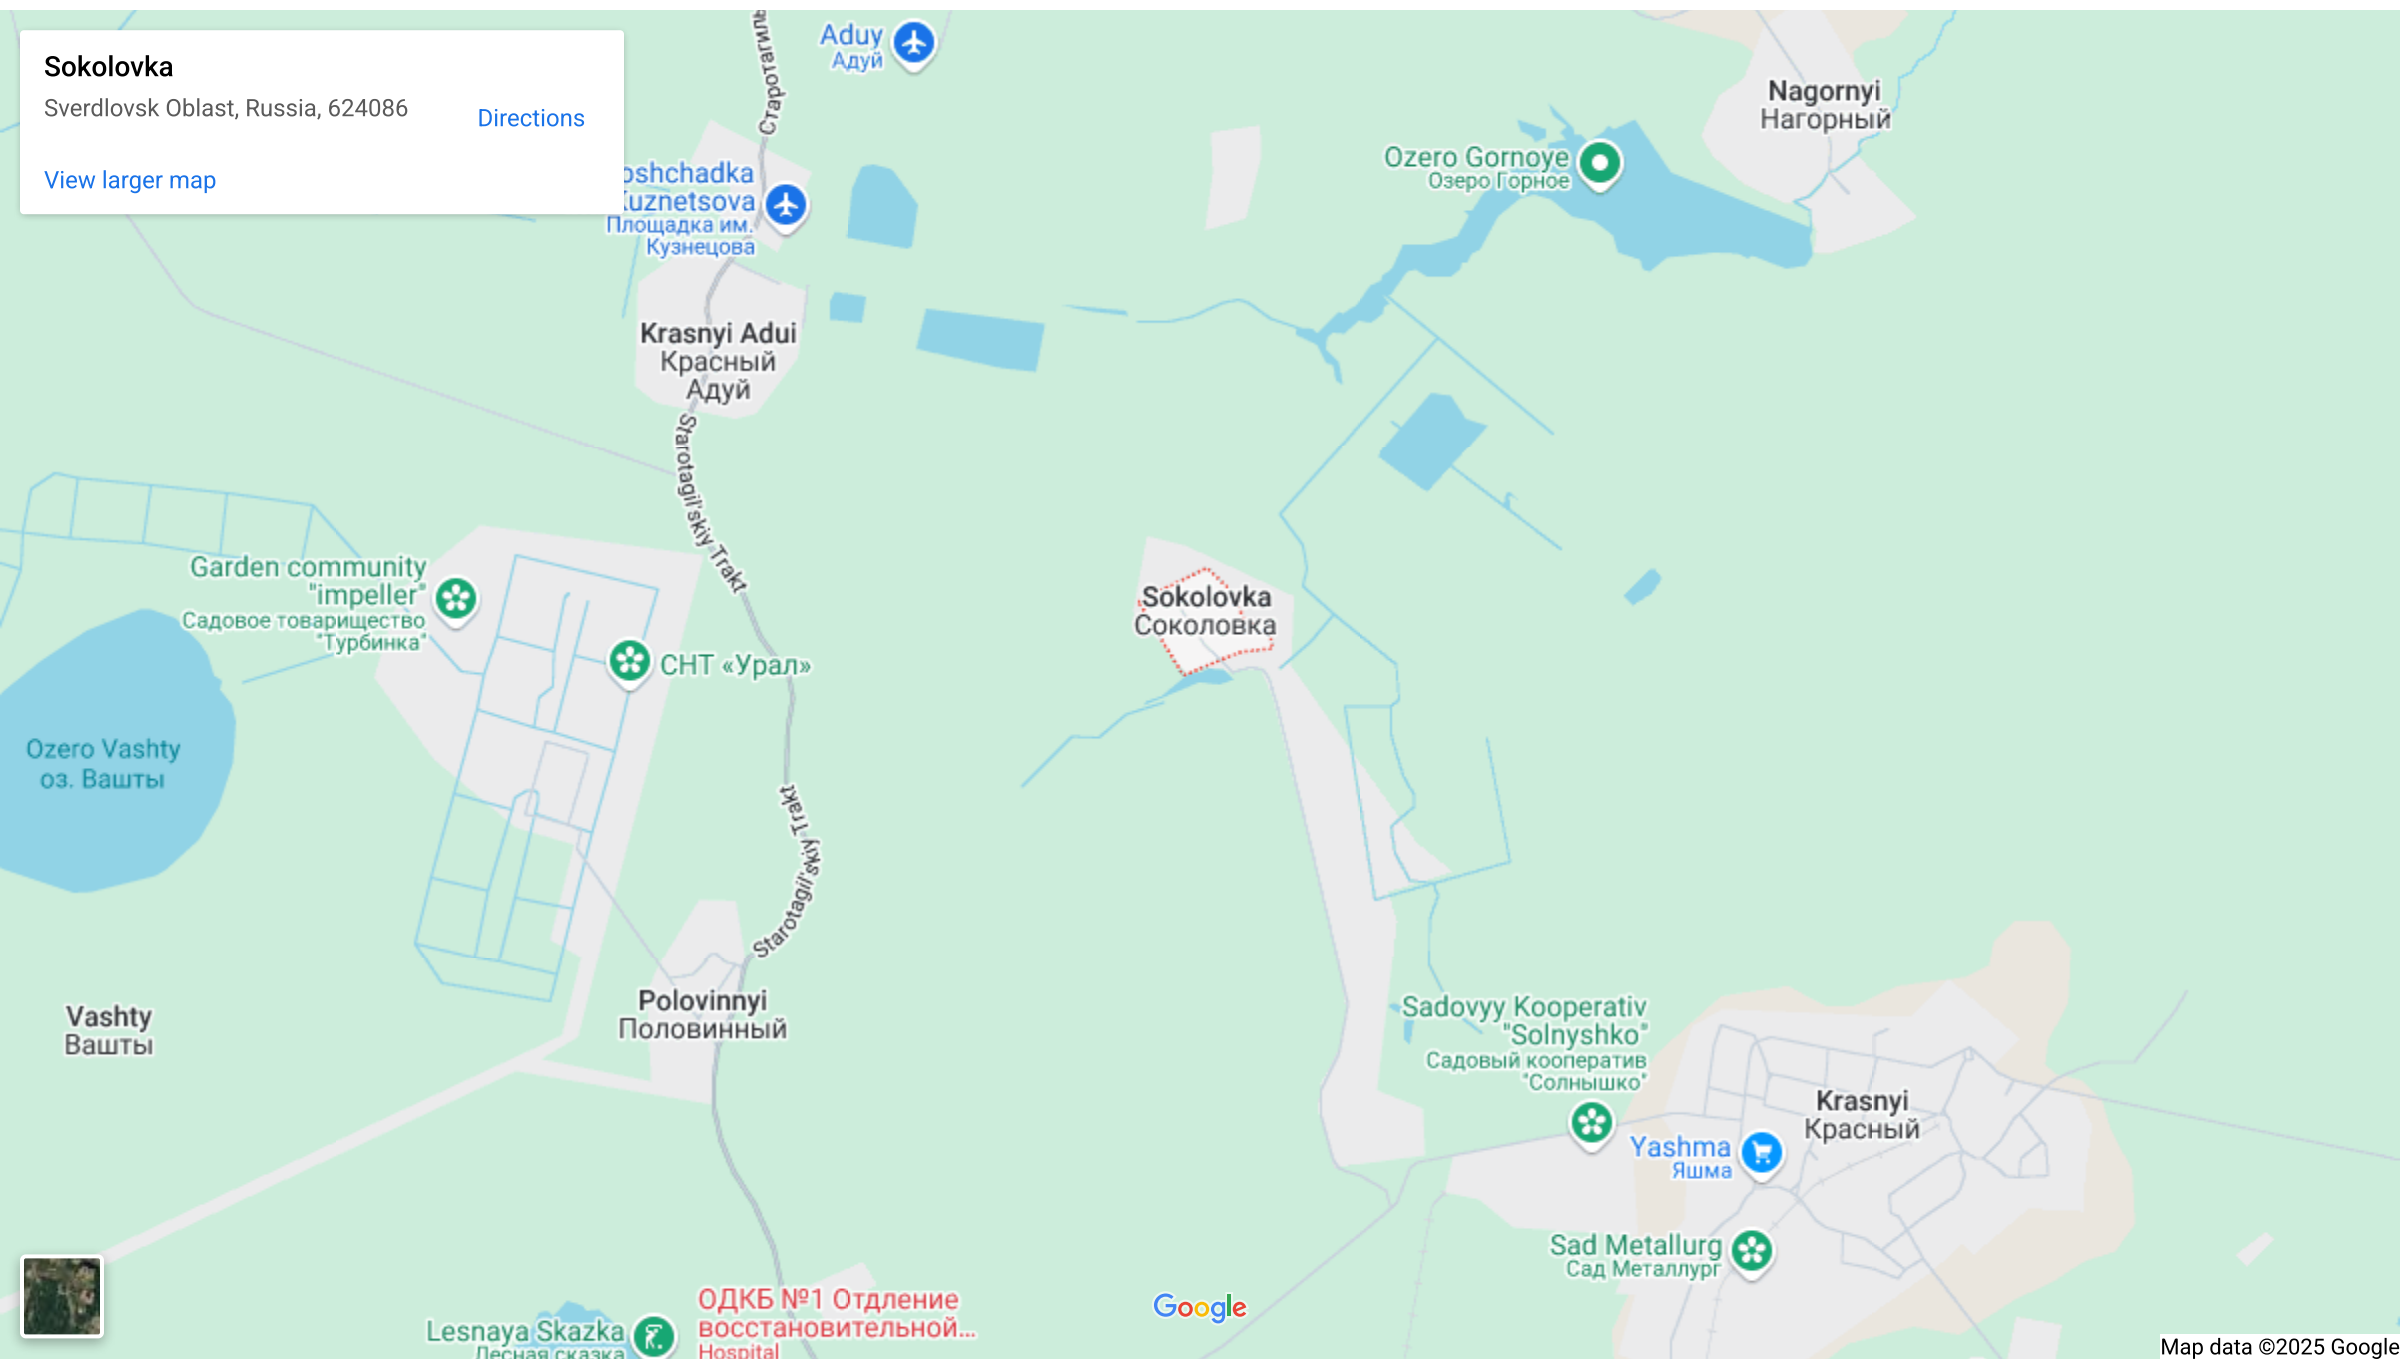 Sokolovka
Sverdlovsk Oblast, Russia, 624086
Directions
View larger map
Старотагиль
Aduy
Адуй
oshchadka
Kuznetsova
Площадка им.
Кузнецова
Nagornyi
Нагорный
Ozero Gornoye
Озеро Горное
Krasnyi Adui
Красный
Адуй
Starotagil'skiy Trakt
Garden community
"impeller"
Садовое товарищество
"Турбинка"
СНТ «Урал»
Sokolovka
Соколовка
Ozero Vashty
оз. Вашты
Starotagil'skiy Trakt
Vashty
Вашты
Polovinnyi
Половинный
Sadovyy Kooperativ
"Solnyshko"
Садовый кооператив
"Солнышко"
Krasnyi
Красный
Yashma
Яшма
Sad Metallurg
Сад Металлург
Lesnaya Skazka
Лесная сказка
ОДКБ №1 Отдление
восстановительной...
Hospital
Google
Map data ©2025 Google